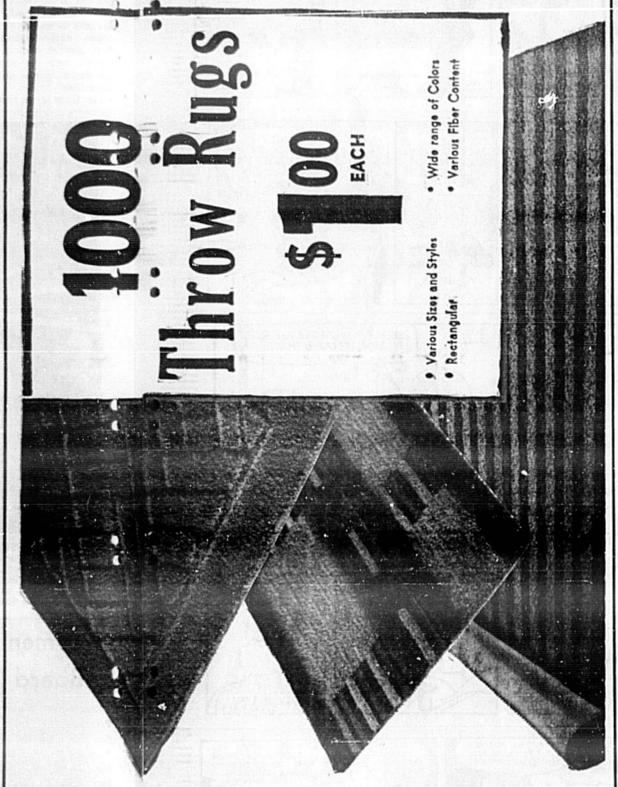 1000
Throw Rugs
$1.00
EACH
• Various Sizes and Styles
• Rectangular.
• Wide range of Colors
• Various Fiber Content